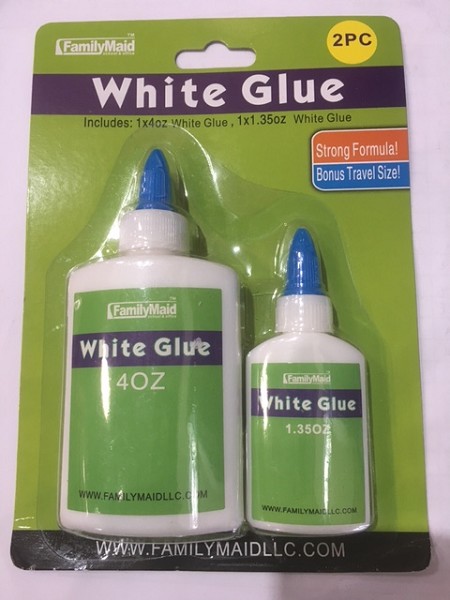 FamilyMaid
TM
2PC
White Glue
Includes: 1x4oz White Glue , 1x1.35oz White Glue
Strong Formula!
Bonus Travel Size!
FamilyMaid
White Glue
4OZ
WWW.FAMILYMAIDLLC.COM
FamilyMaid
White Glue
1.35OZ
WWW.FAMILYMAIDLLC.COM
WWW.FAMILYMAIDLLC.COM